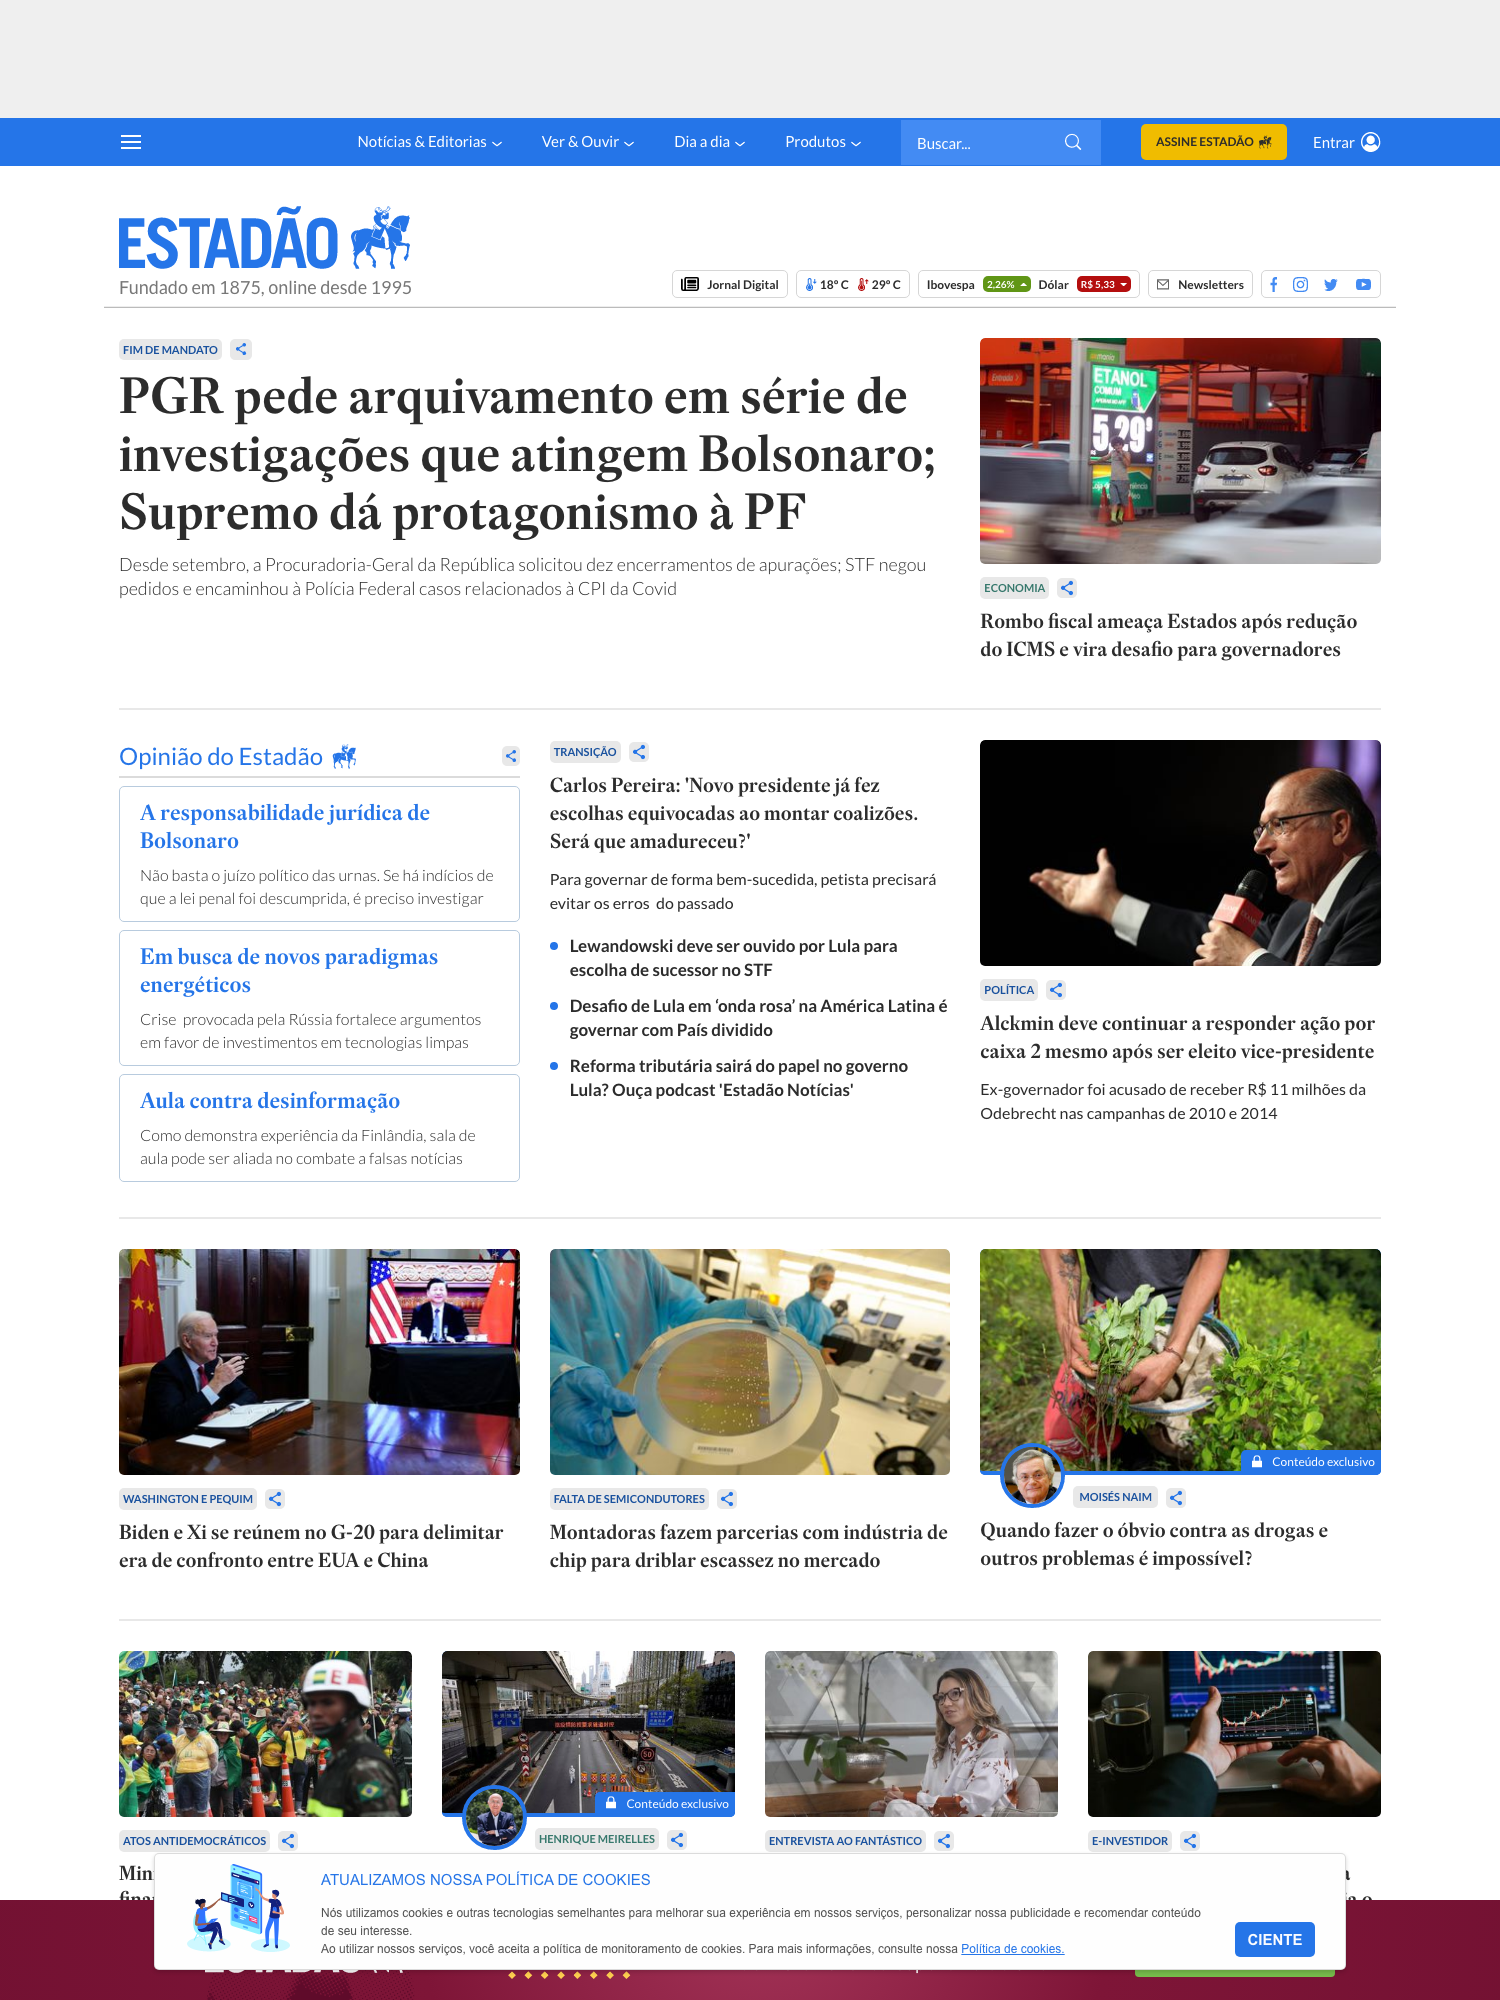 Notícias & Editorias
Ver & Ouvir
Dia a dia
Produtos
Buscar...
ASSINE ESTADÃO
Entrar
ESTADÃO
Fundado em 1875, online desde 1995
Jornal Digital
18º C
29º C
Ibovespa
2,26%
Dólar
R$ 5,33
Newsletters
FIM DE MANDATO
PGR pede arquivamento em série de
investigações que atingem Bolsonaro;
Supremo dá protagonismo à PF
Desde setembro, a Procuradoria-Geral da República solicitou dez encerramentos de apurações; STF negou
pedidos e encaminhou à Polícia Federal casos relacionados à CPI da Covid
ETANOL
COMUM
5,29⁹
ECONOMIA
Rombo fiscal ameaça Estados após redução
do ICMS e vira desafio para governadores
Opinião do Estadão
A responsabilidade jurídica de
Bolsonaro
Não basta o juízo político das urnas. Se há indícios de
que a lei penal foi descumprida, é preciso investigar
Em busca de novos paradigmas
energéticos
Crise provocada pela Rússia fortalece argumentos
em favor de investimentos em tecnologias limpas
Aula contra desinformação
Como demonstra experiência da Finlândia, sala de
aula pode ser aliada no combate a falsas notícias
TRANSIÇÃO
Carlos Pereira: 'Novo presidente já fez
escolhas equivocadas ao montar coalizões.
Será que amadureceu?'
Para governar de forma bem-sucedida, petista precisará
evitar os erros do passado
Lewandowski deve ser ouvido por Lula para
escolha de sucessor no STF
Desafio de Lula em ‘onda rosa’ na América Latina é
governar com País dividido
Reforma tributária sairá do papel no governo
Lula? Ouça podcast 'Estadão Notícias'
POLÍTICA
Alckmin deve continuar a responder ação por
caixa 2 mesmo após ser eleito vice-presidente
Ex-governador foi acusado de receber R$ 11 milhões da
Odebrecht nas campanhas de 2010 e 2014
WASHINGTON E PEQUIM
Biden e Xi se reúnem no G-20 para delimitar
era de confronto entre EUA e China
FALTA DE SEMICONDUTORES
Montadoras fazem parcerias com indústria de
chip para driblar escassez no mercado
Conteúdo exclusivo
MOISÉS NAIM
Quando fazer o óbvio contra as drogas e
outros problemas é impossível?
ATOS ANTIDEMOCRÁTICOS
Conteúdo exclusivo
HENRIQUE MEIRELLES
ENTREVISTA AO FANTÁSTICO
E-INVESTIDOR
ATUALIZAMOS NOSSA POLÍTICA DE COOKIES
Nós utilizamos cookies e outras tecnologias semelhantes para melhorar sua experiência em nossos serviços, personalizar nossa publicidade e recomendar conteúdo
de seu interesse.
Ao utilizar nossos serviços, você aceita a política de monitoramento de cookies. Para mais informações, consulte nossa Política de cookies.
CIENTE